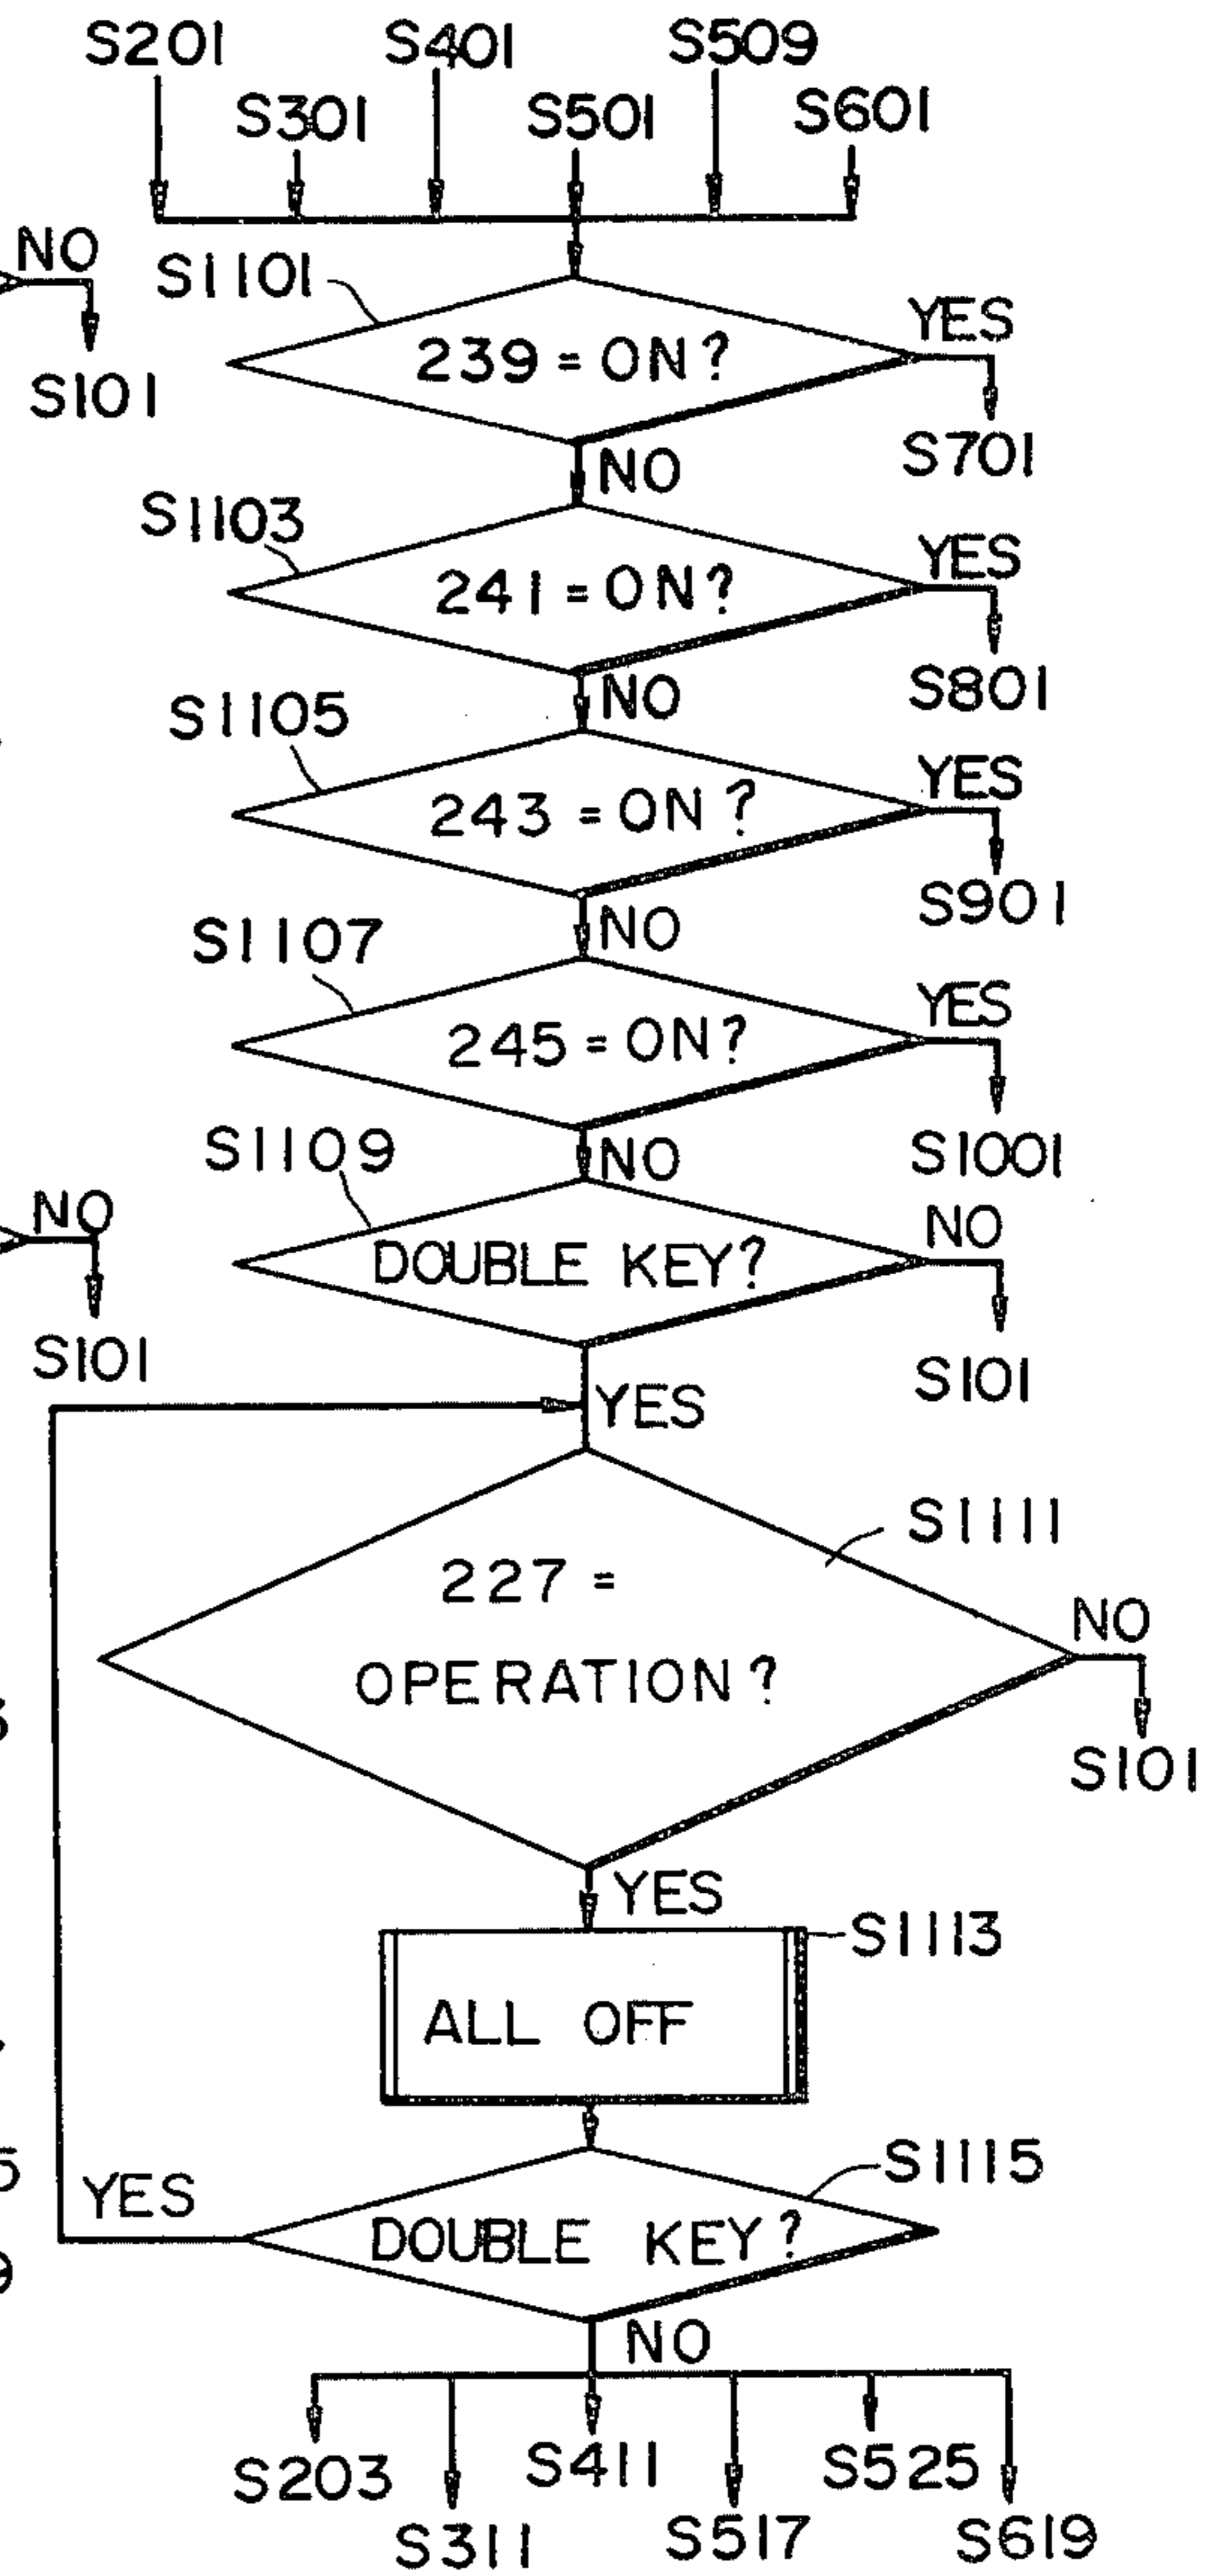 S201 S401 S509
S301 S501 S601
NO
S1101
239 = ON?
YES
S101
S701
NO
S1103
241 = ON?
YES
S801
NO
S1105
243 = ON?
YES
S901
NO
S1107
245 = ON?
YES
S1001
NO
S1109
DOUBLE KEY?
NO
NO
S101
S101
YES
S1111
227 =
OPERATION?
NO
S101
YES
S1113
ALL OFF
S1115
YES
DOUBLE KEY?
NO
S203 S411 S525
S311 S517 S619